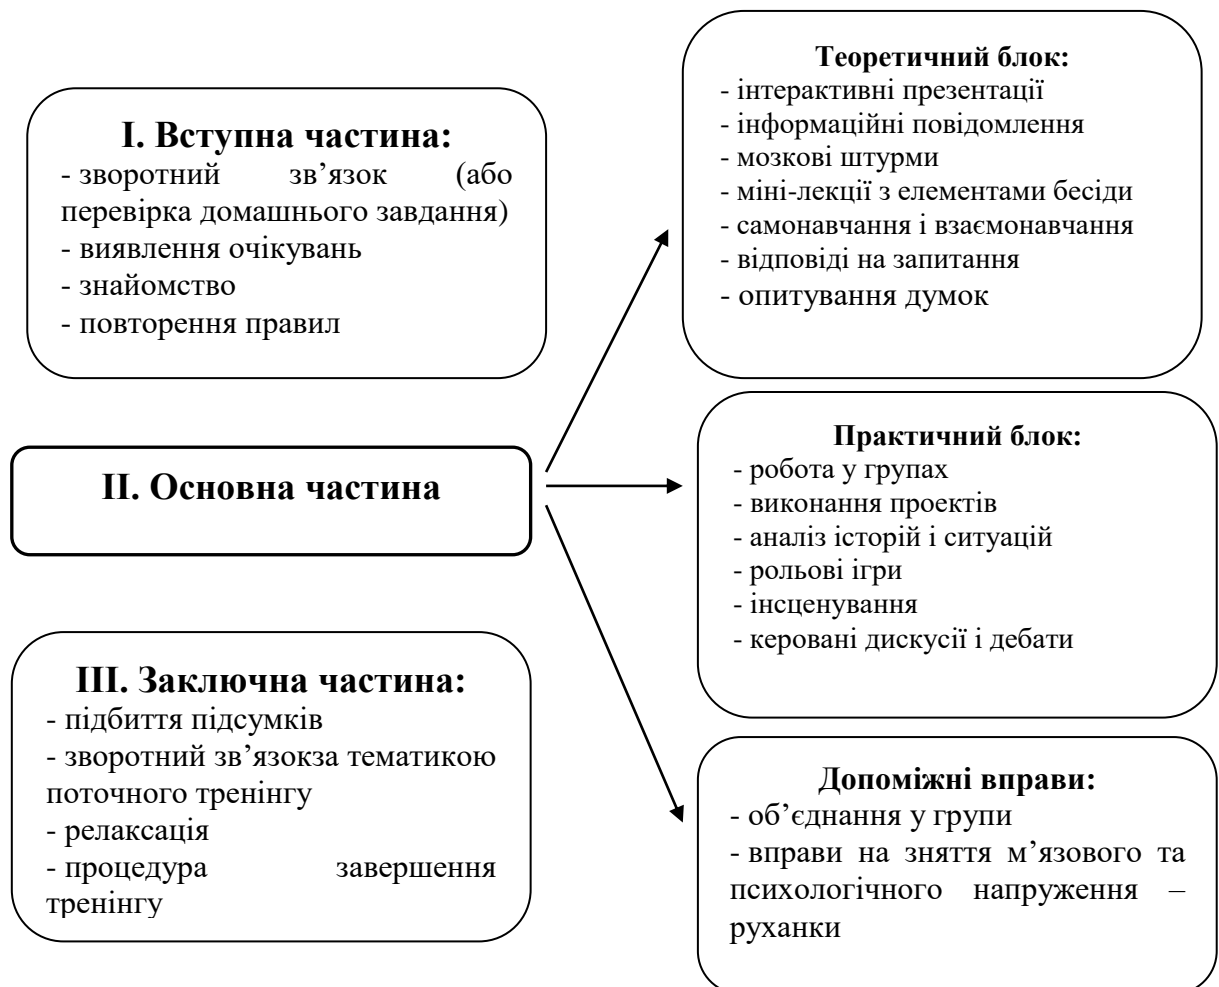 І. Вступна частина:
- зворотний зв’язок (або
перевірка домашнього завдання)
- виявлення очікувань
- знайомство
- повторення правил
ІІ. Основна частина
ІІІ. Заключна частина:
- підбиття підсумків
- зворотний зв’язокза тематикою
поточного тренінгу
- релаксація
- процедура завершення
тренінгу
Теоретичний блок:
- інтерактивні презентації
- інформаційні повідомлення
- мозкові штурми
- міні-лекції з елементами бесіди
- самонавчання і взаємонавчання
- відповіді на запитання
- опитування думок
Практичний блок:
- робота у групах
- виконання проектів
- аналіз історій і ситуацій
- рольові ігри
- інсценування
- керовані дискусії і дебати
Допоміжні вправи:
- об’єднання у групи
- вправи на зняття м’язового та
психологічного напруження –
руханки